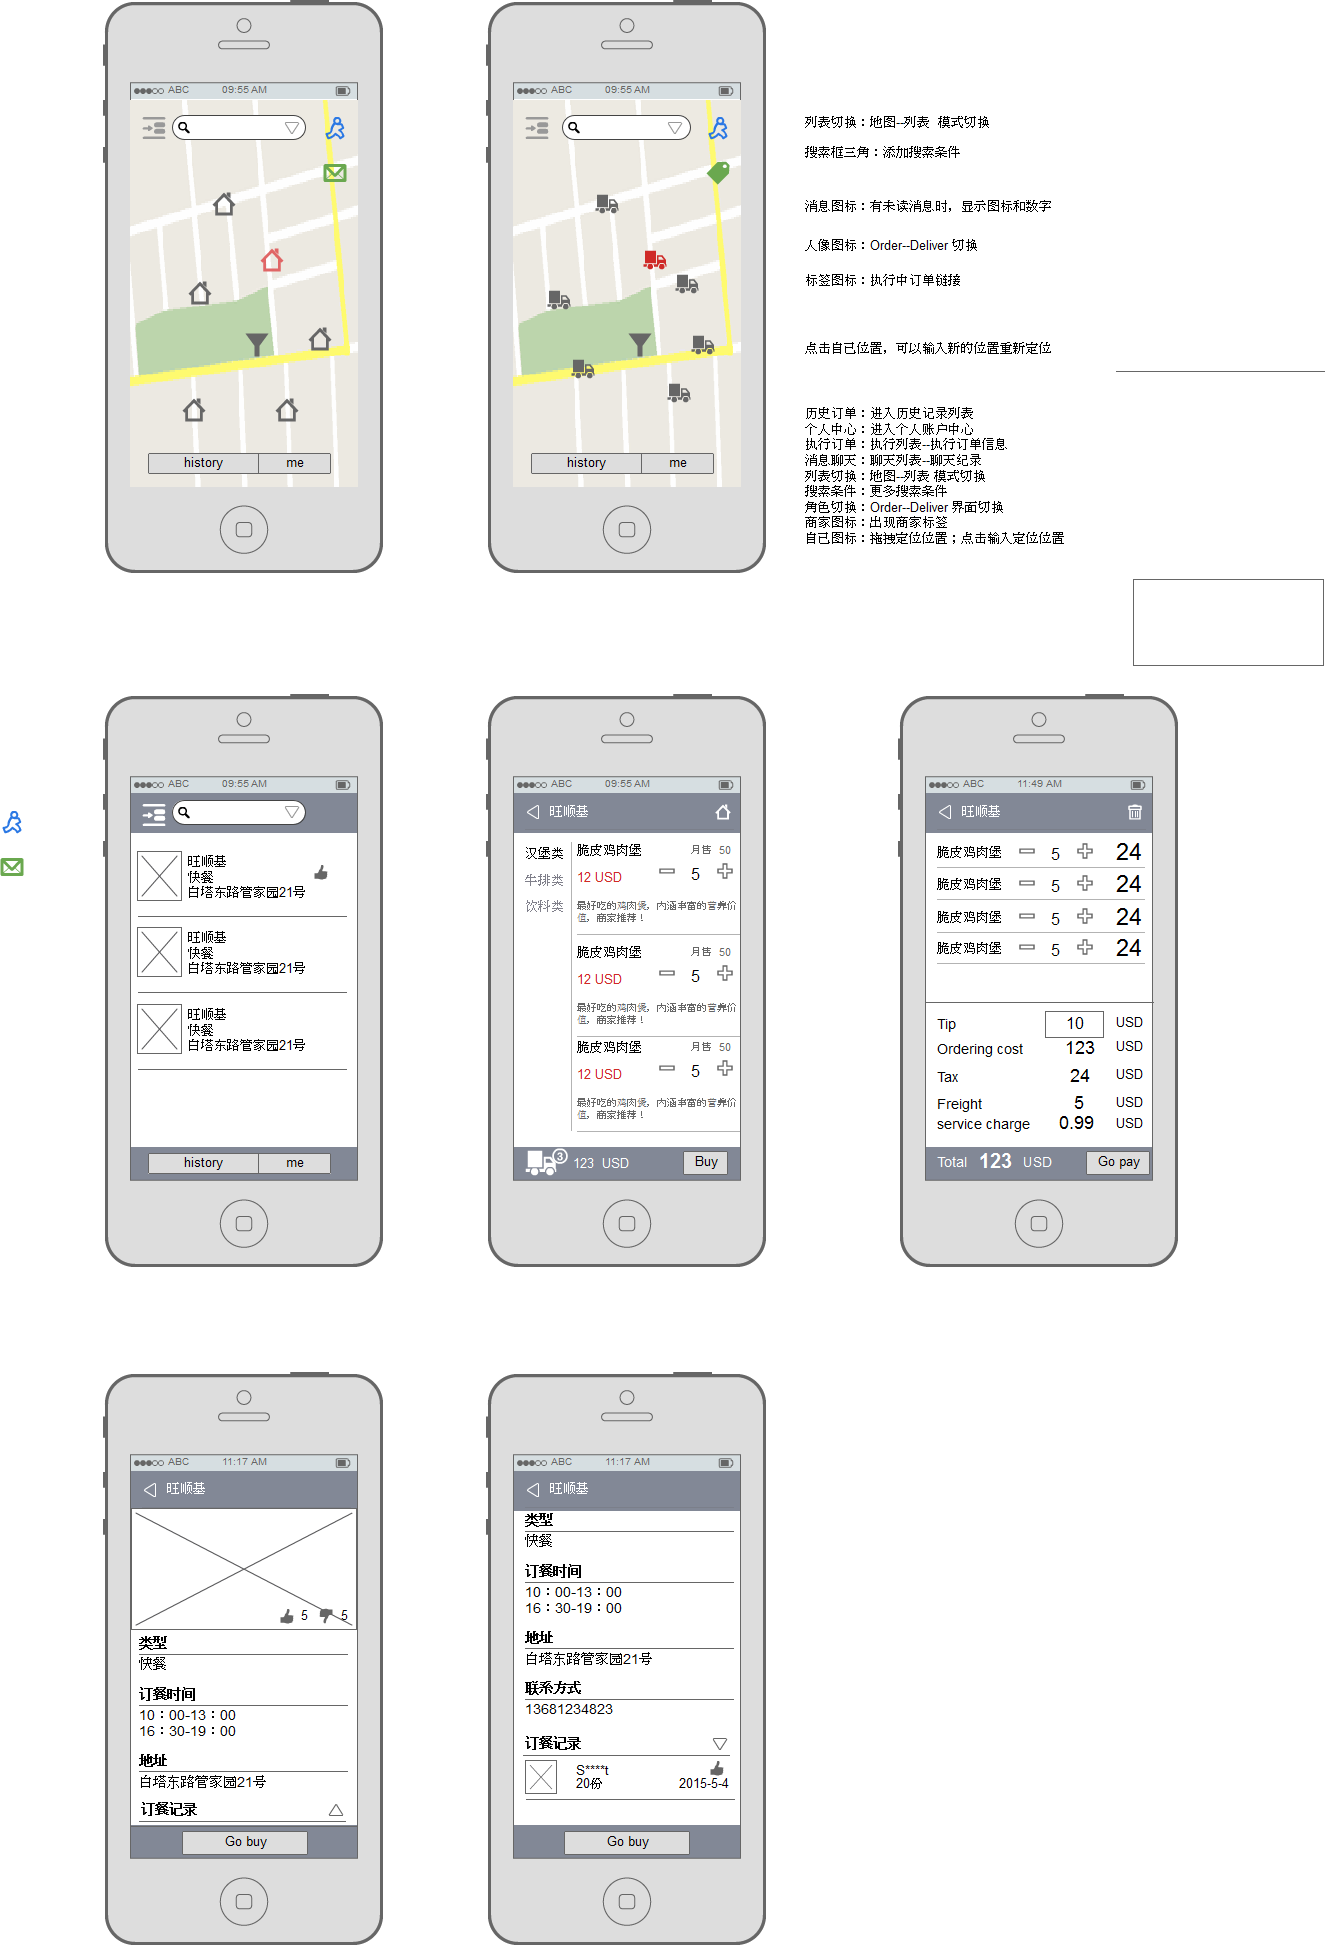 ABC 09:55 AM
history me
ABC 09:55 AM
history me
列表切换：地图--列表 模式切换
搜索框三角：添加搜索条件
消息图标：有未读消息时，显示图标和数字
人像图标：Order--Deliver 切换
标签图标：执行中订单链接
点击自己位置，可以输入新的位置重新定位
历史订单：进入历史记录列表
个人中心：进入个人账户中心
执行订单：执行列表--执行订单信息
消息聊天：聊天列表--聊天纪录
列表切换：地图--列表 模式切换
搜索条件：更多搜索条件
角色切换：Order--Deliver 界面切换
商家图标：出现商家标签
自己图标：拖拽定位位置；点击输入定位位置
ABC 09:55 AM
旺顺基
快餐
白塔东路管家园21号
旺顺基
快餐
白塔东路管家园21号
旺顺基
快餐
白塔东路管家园21号
history me
ABC 09:55 AM
旺顺基
汉堡类
牛排类
饮料类
脆皮鸡肉堡 月售 50
12 USD 5
最好吃的鸡肉煲，内涵丰富的营养价
值，商家推荐！
脆皮鸡肉堡 月售 50
12 USD 5
最好吃的鸡肉煲，内涵丰富的营养价
值，商家推荐！
脆皮鸡肉堡 月售 50
12 USD 5
最好吃的鸡肉煲，内涵丰富的营养价
值，商家推荐！
3 123 USD Buy
ABC 11:49 AM
旺顺基
脆皮鸡肉堡 5 24
脆皮鸡肉堡 5 24
脆皮鸡肉堡 5 24
脆皮鸡肉堡 5 24
Tip 10 USD
Ordering cost 123 USD
Tax 24 USD
Freight 5 USD
service charge 0.99 USD
Total 123 USD Go pay
ABC 11:17 AM
旺顺基
5 5
类型
快餐
订餐时间
10：00-13：00
16：30-19：00
地址
白塔东路管家园21号
订餐记录
Go buy
ABC 11:17 AM
旺顺基
类型
快餐
订餐时间
10：00-13：00
16：30-19：00
地址
白塔东路管家园21号
联系方式
13681234823
订餐记录
S****t
20份 2015-5-4
Go buy